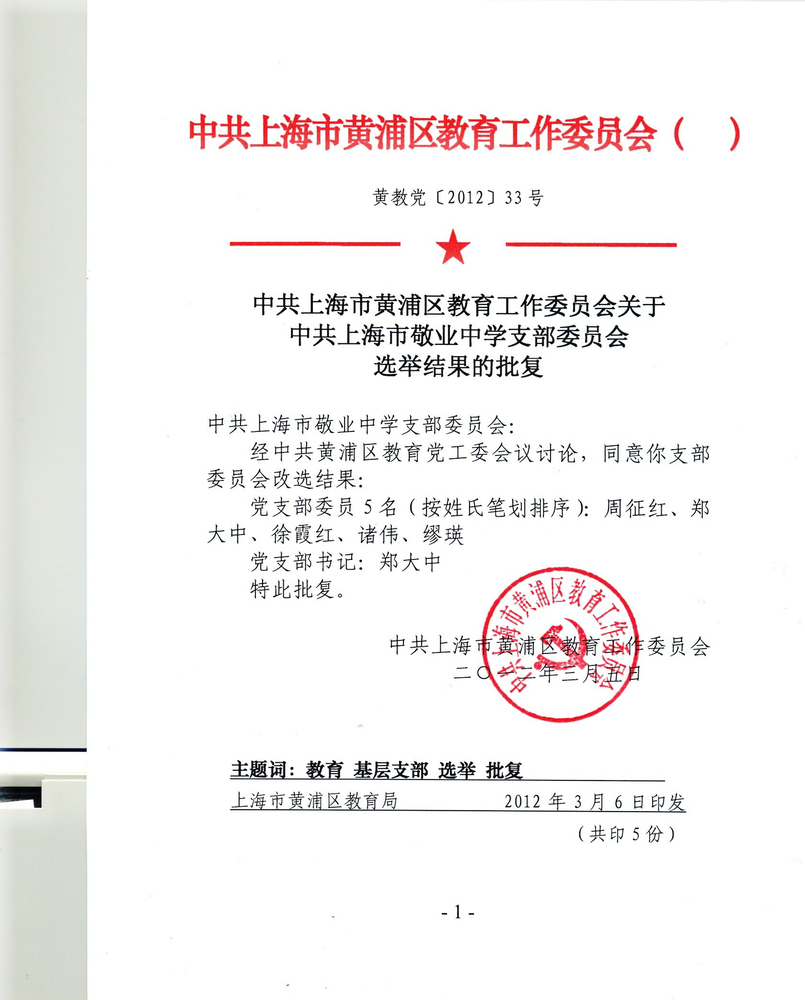 中共上海市黄浦区教育工作委员会（ ）
黄教党〔2012〕33 号
中共上海市黄浦区教育工作委员会关于
中共上海市敬业中学支部委员会
选举结果的批复
中共上海市敬业中学支部委员会：
经中共黄浦区教育党工委会议讨论，同意你支部
委员会改选结果：
党支部委员 5 名（按姓氏笔划排序）：周征红、郑
大中、徐霞红、诸伟、缪瑛
党支部书记：郑大中
特此批复。
中共上海市黄浦区教育工作委员会
中共上海市黄浦区教育工作委员会
二〇一二年三月五日
主题词：教育 基层支部 选举 批复
上海市黄浦区教育局 2012 年 3 月 6 日印发
（共印 5 份）
- 1 -